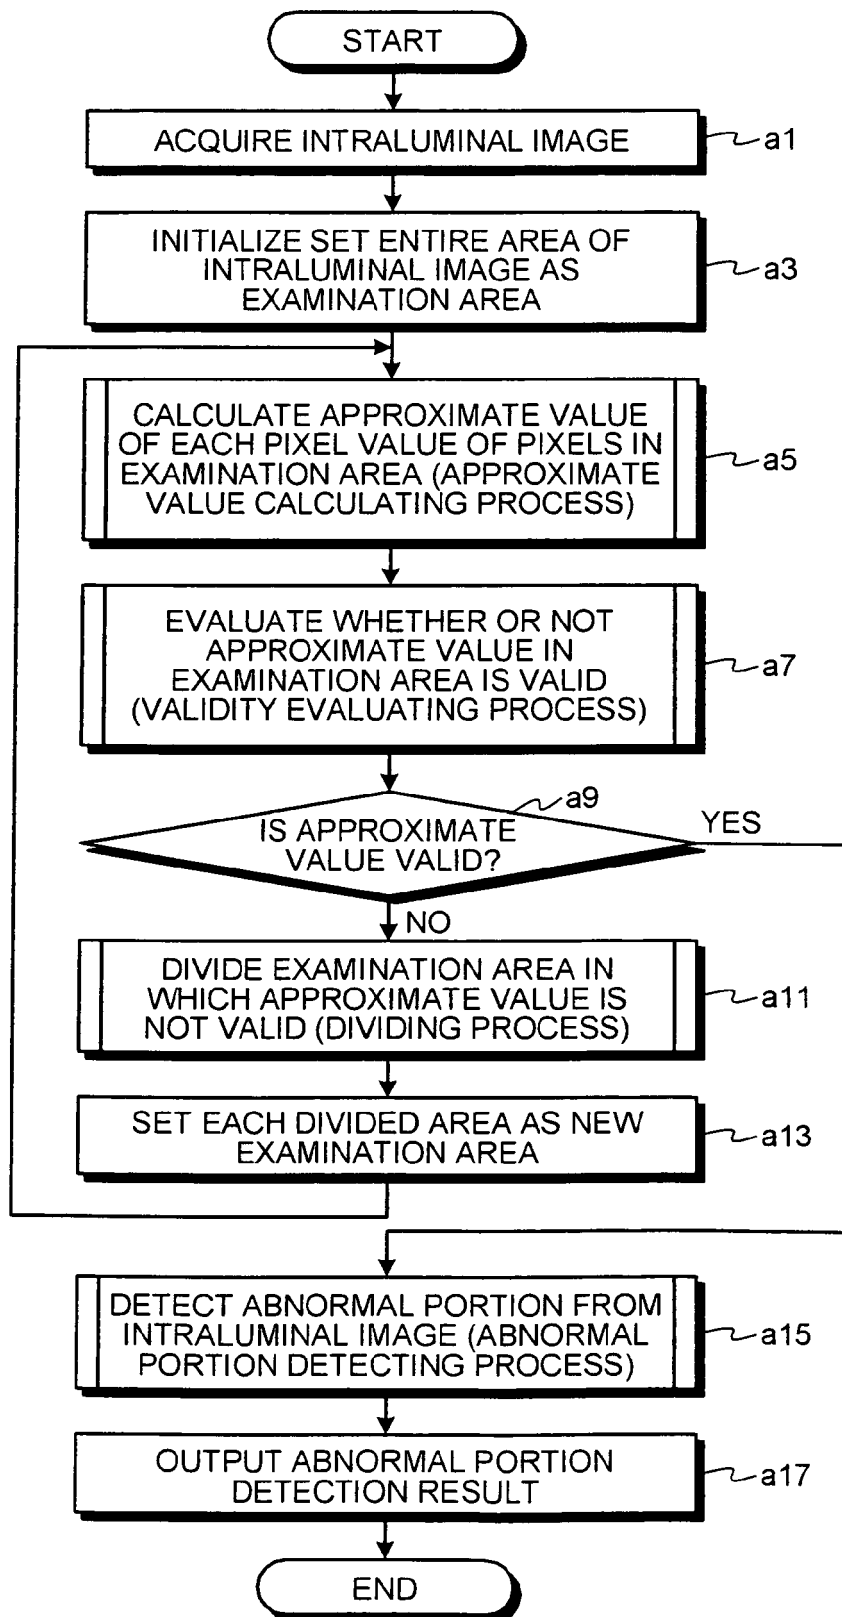 START
ACQUIRE INTRALUMINAL IMAGE
a1
INITIALIZE SET ENTIRE AREA OF
INTRALUMINAL IMAGE AS
EXAMINATION AREA
a3
CALCULATE APPROXIMATE VALUE
OF EACH PIXEL VALUE OF PIXELS IN
EXAMINATION AREA (APPROXIMATE
VALUE CALCULATING PROCESS)
a5
EVALUATE WHETHER OR NOT
APPROXIMATE VALUE IN
EXAMINATION AREA IS VALID
(VALIDITY EVALUATING PROCESS)
a7
a9
IS APPROXIMATE
VALUE VALID?
YES
NO
DIVIDE EXAMINATION AREA IN
WHICH APPROXIMATE VALUE IS
NOT VALID (DIVIDING PROCESS)
a11
SET EACH DIVIDED AREA AS NEW
EXAMINATION AREA
a13
DETECT ABNORMAL PORTION FROM
INTRALUMINAL IMAGE (ABNORMAL
PORTION DETECTING PROCESS)
a15
OUTPUT ABNORMAL PORTION
DETECTION RESULT
a17
END